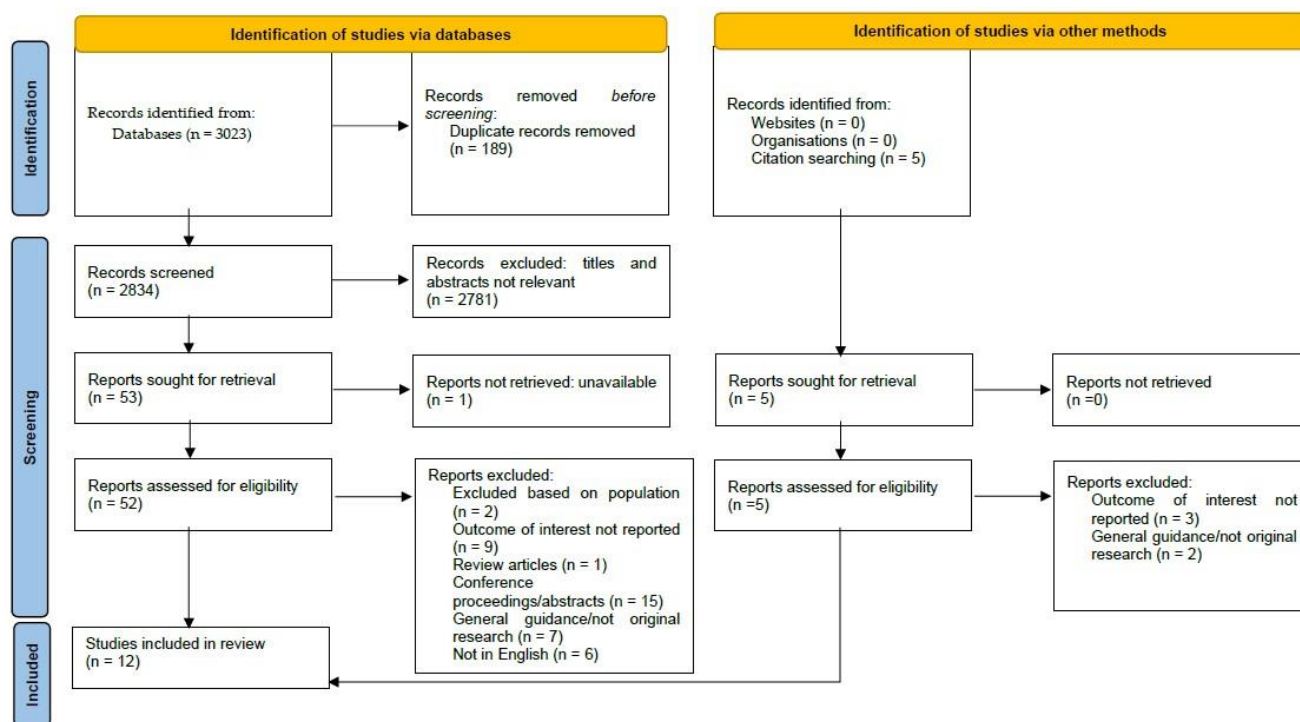 Identification of studies via databases
Identification of studies via other methods
Identification
Records identified from:
Databases (n = 3023)
Records removed before
screening:
Duplicate records removed
(n = 189)
Records identified from:
Websites (n = 0)
Organisations (n = 0)
Citation searching (n = 5)
Screening
Records screened
(n = 2834)
Records excluded: titles and
abstracts not relevant
(n = 2781)
Reports sought for retrieval
(n = 53)
Reports not retrieved: unavailable
(n = 1)
Reports sought for retrieval
(n = 5)
Reports not retrieved
(n =0)
Reports assessed for eligibility
(n = 52)
Reports excluded:
Excluded based on population
(n = 2)
Outcome of interest not reported
(n = 9)
Review articles (n = 1)
Conference
proceedings/abstracts (n = 15)
General guidance/not original
research (n = 7)
Not in English (n = 6)
Reports assessed for eligibility
(n =5)
Reports excluded:
Outcome of interest not
reported (n = 3)
General guidance/not original
research (n = 2)
Included
Studies included in review
(n = 12)